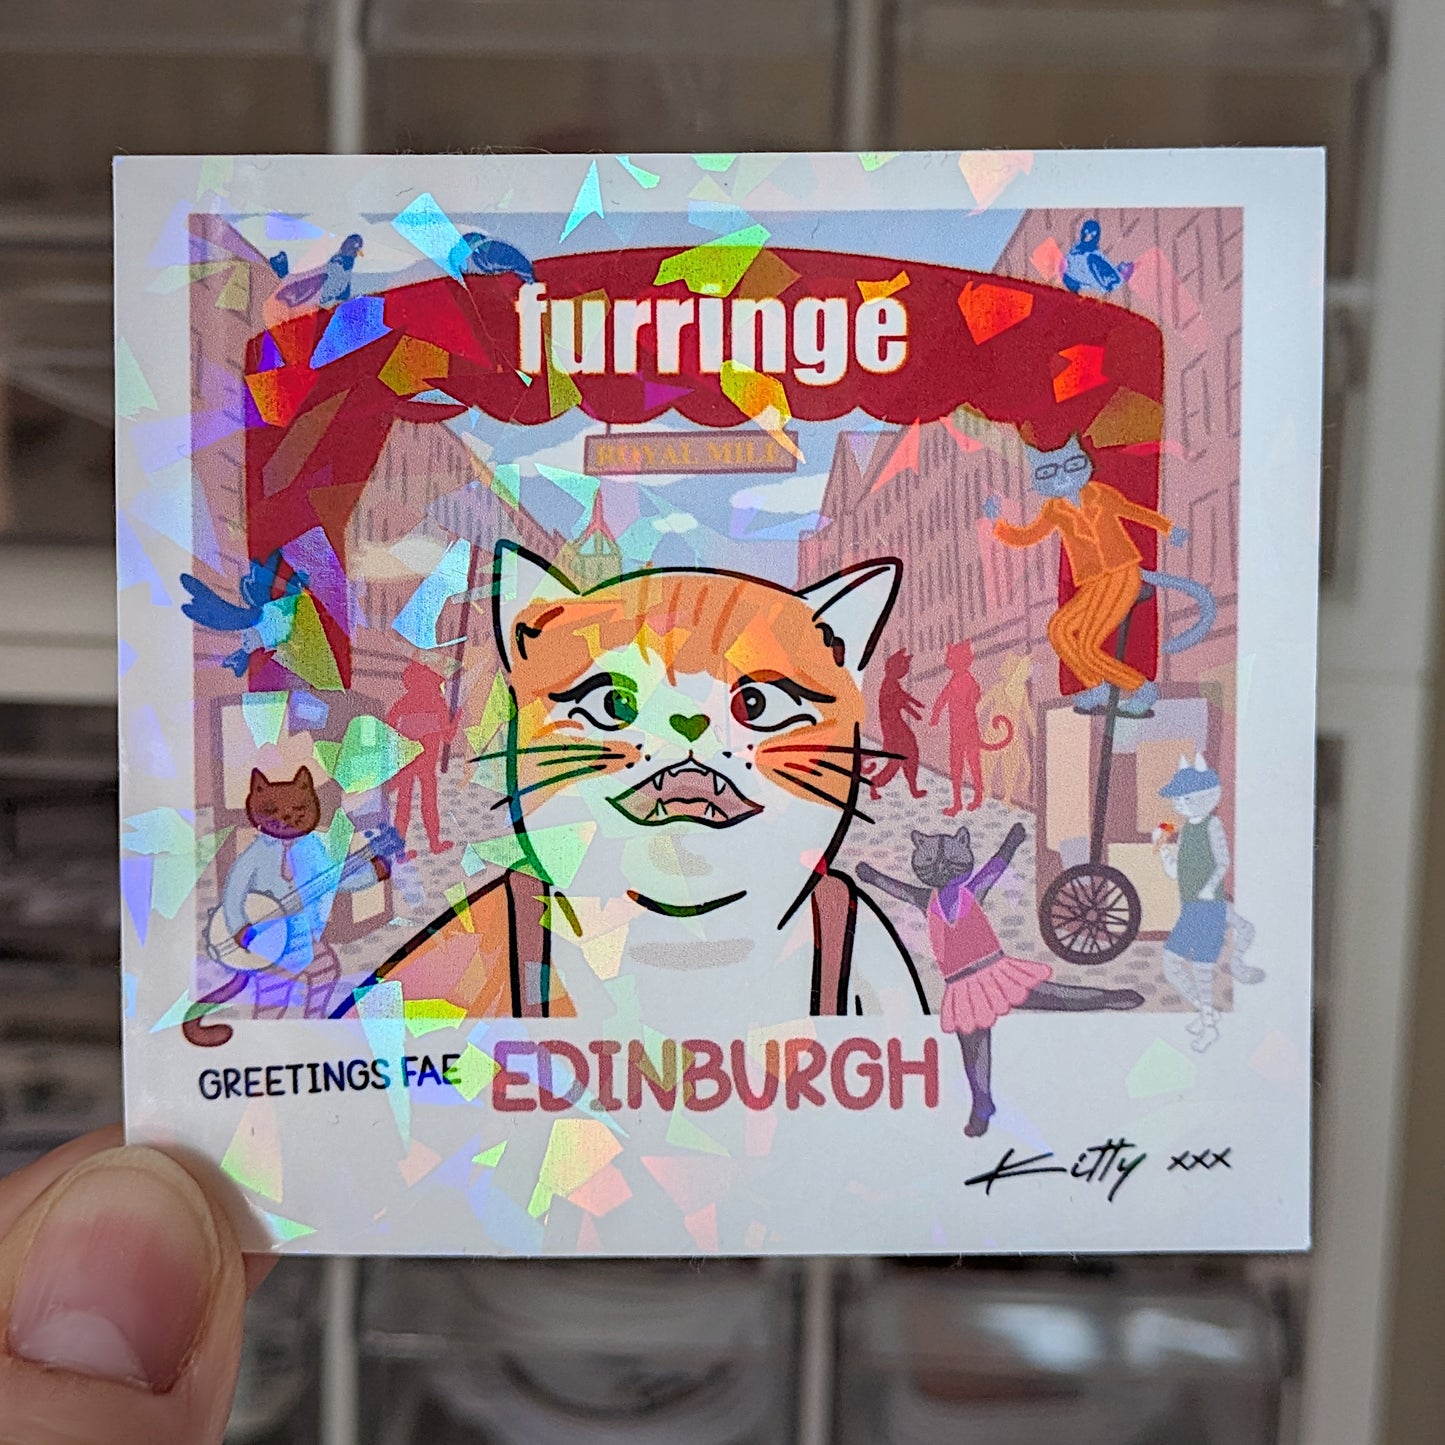 furringe
ROYAL MILE
GREETINGS FAE EDINBURGH
Kitty xxx